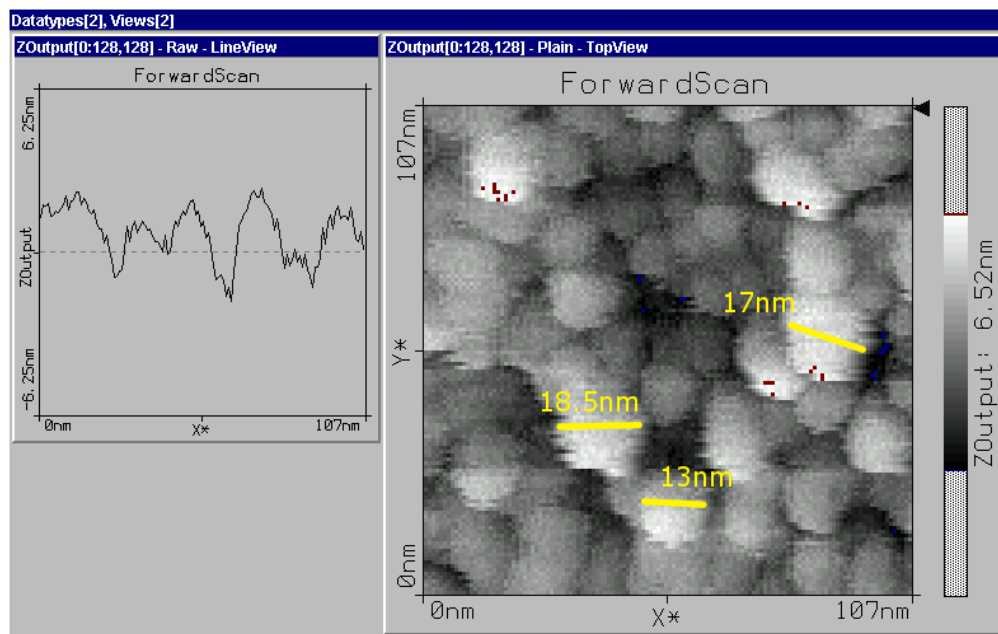 Datatypes[2], Views[2]
ZOutput[0:128,128] - Raw - LineView
ForwardScan
6.25nm
ZOutput
-6.25nm
0nm
X*
107nm
ZOutput[0:128,128] - Plain - TopView
ForwardScan
107nm
Y*
0nm
17nm
18.5nm
13nm
0nm
X*
107nm
ZOutput: 6.52nm